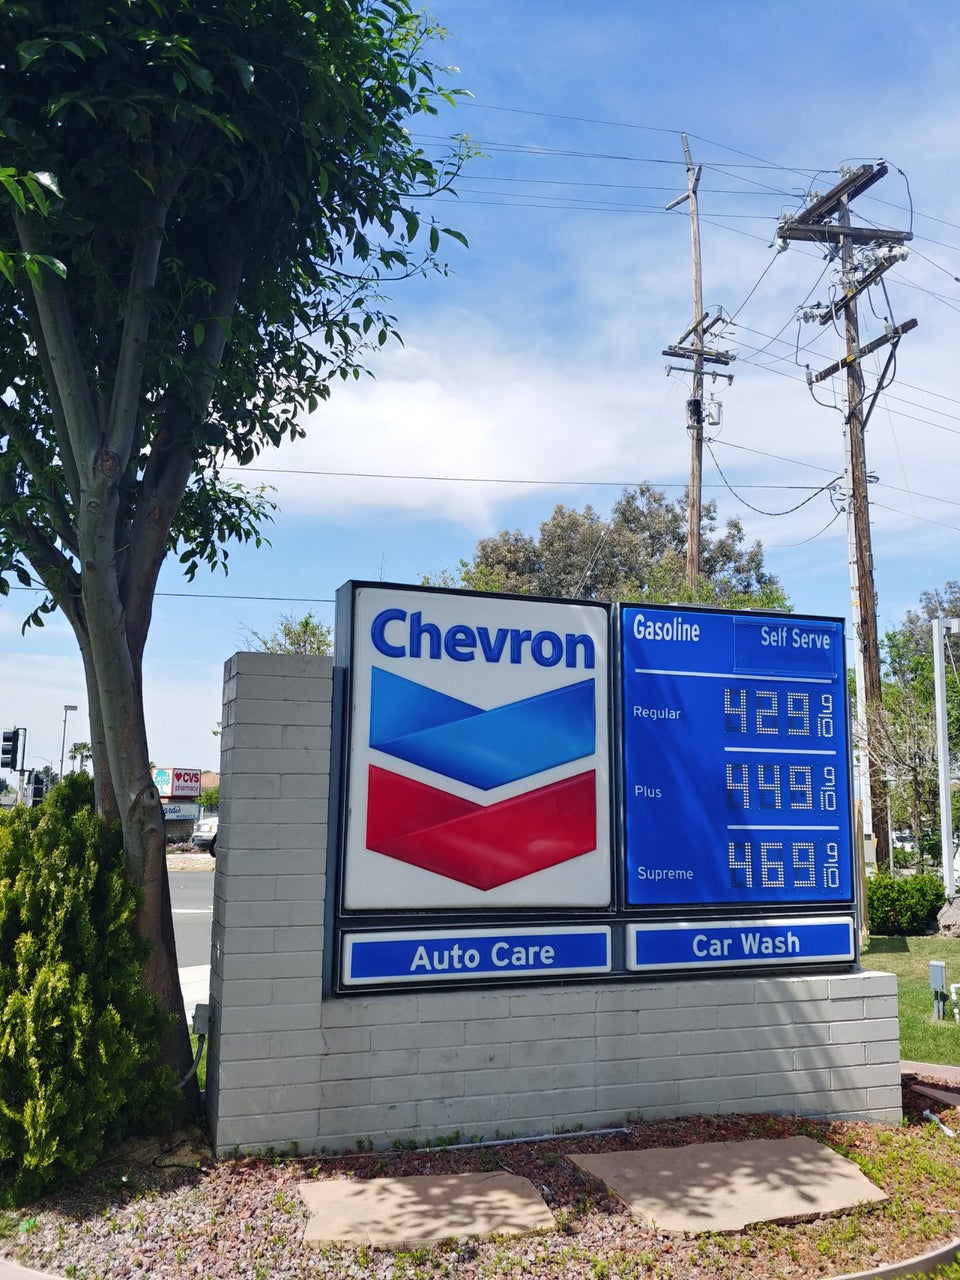 Chevron
Gasoline Self Serve
Regular 429 9/10
Plus 449 9/10
Supreme 469 9/10
Auto Care
Car Wash
CVS
pharmacy